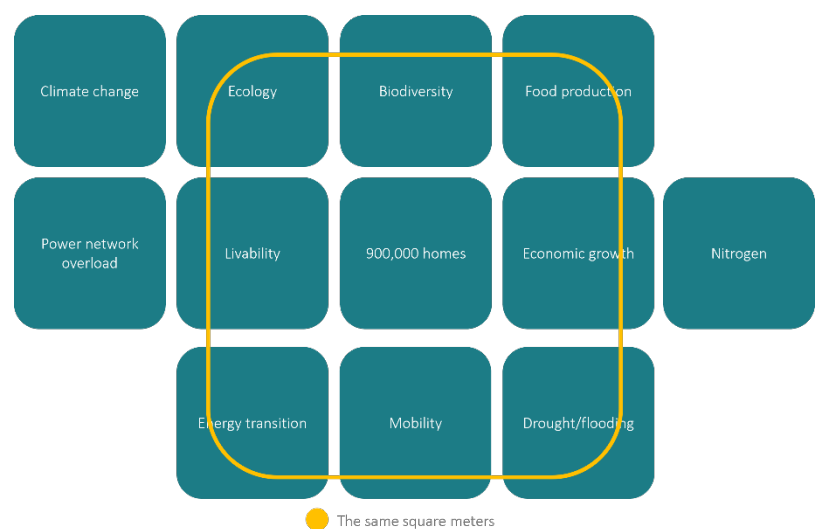 Climate change
Ecology
Biodiversity
Food production
Power network
overload
Livability
900,000 homes
Economic growth
Nitrogen
Energy transition
Mobility
Drought/flooding
The same square meters